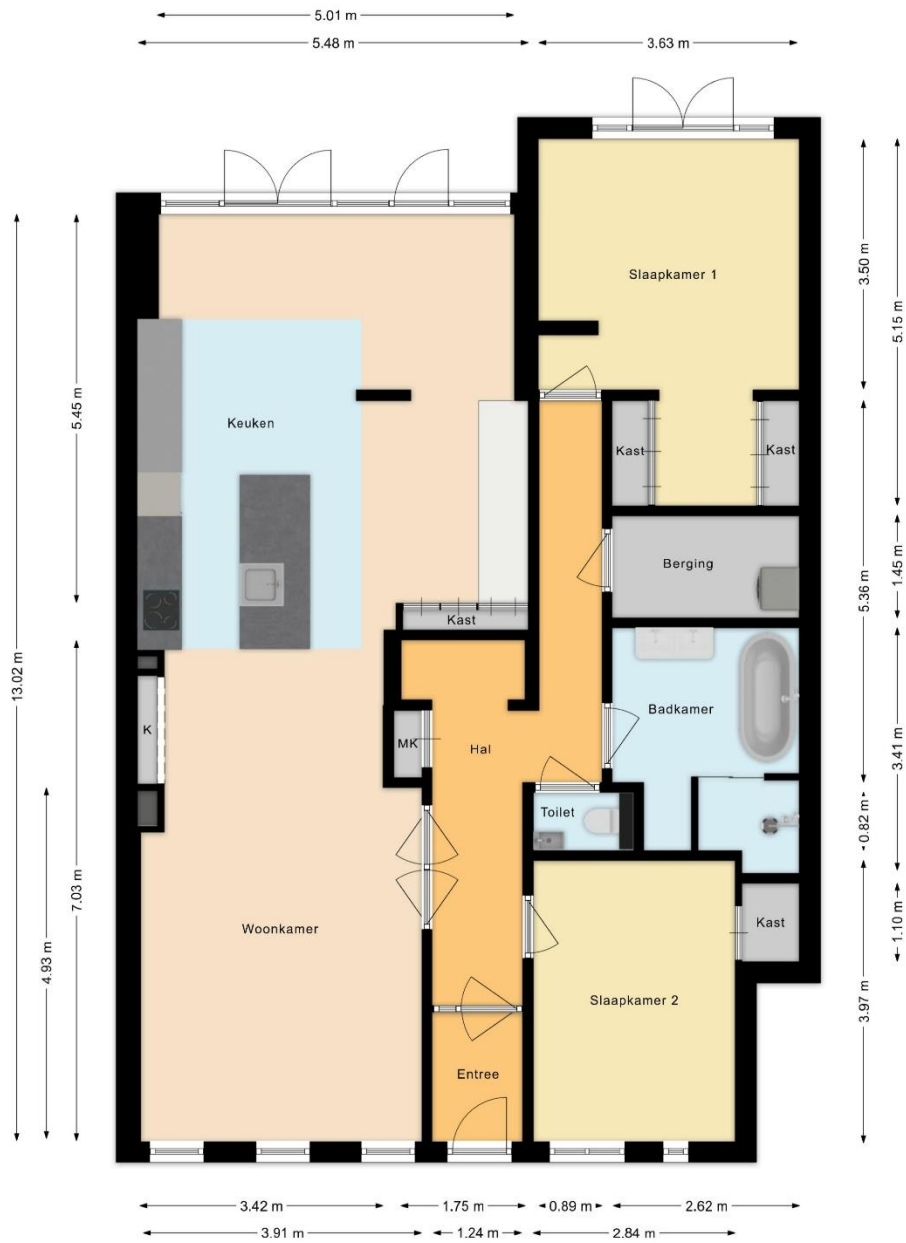 5.01 m
5.48 m
3.63 m
Slaapkamer 1
3.50 m
5.15 m
5.45 m
13.02 m
Keuken
Kast
Kast
Berging
1.45 m
5.36 m
Kast
K
MK
Hal
Badkamer
3.41 m
Toilet
0.82 m
7.03 m
4.93 m
Woonkamer
Kast
1.10 m
Slaapkamer 2
3.97 m
Entree
3.42 m
1.75 m
0.89 m
2.62 m
3.91 m
1.24 m
2.84 m